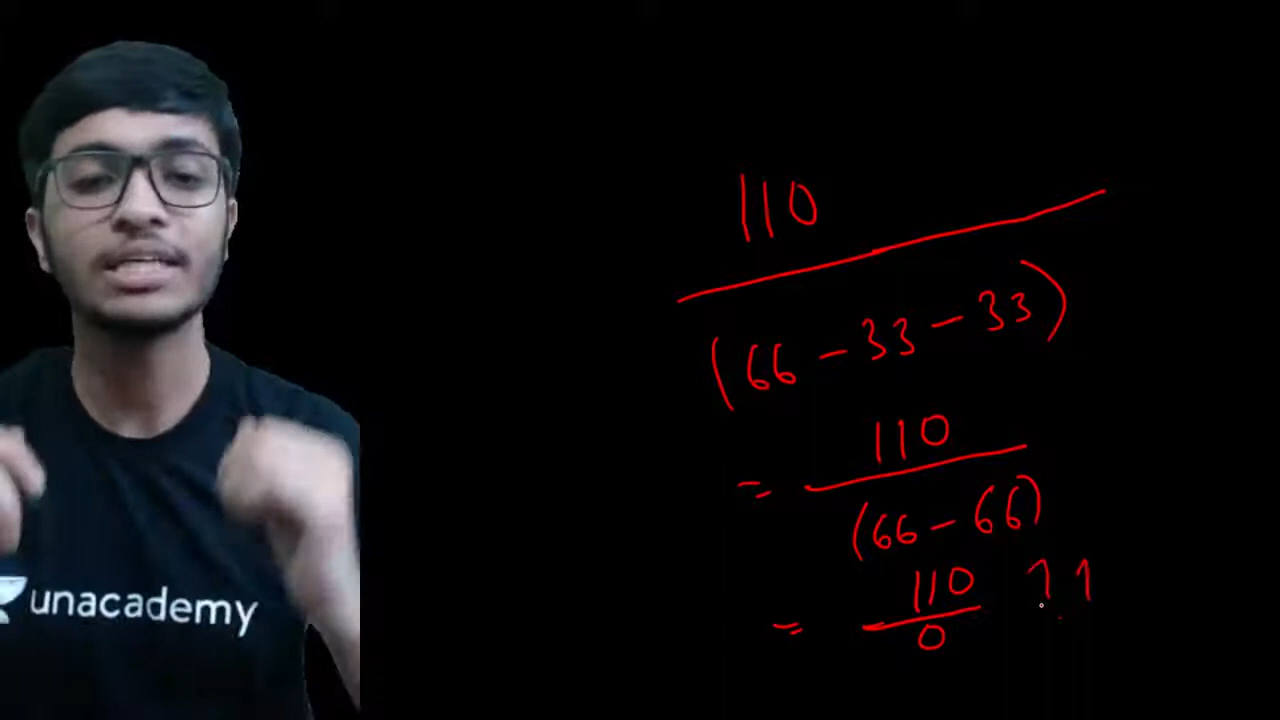 110
(66 - 33 - 33)
= 110
(66 - 66)
= 110 ??
0
unacademy